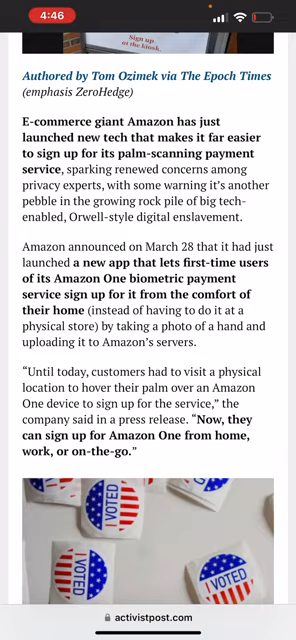 4:46
Sign up
at the kiosk.
Authored by Tom Ozimek via The Epoch Times
(emphasis ZeroHedge)
E-commerce giant Amazon has just
launched new tech that makes it far easier
to sign up for its palm-scanning payment
service, sparking renewed concerns among
privacy experts, with some warning it’s another
pebble in the growing rock pile of big tech-
enabled, Orwell-style digital enslavement.
Amazon announced on March 28 that it had just
launched a new app that lets first-time users
of its Amazon One biometric payment
service sign up for it from the comfort of
their home (instead of having to do it at a
physical store) by taking a photo of a hand and
uploading it to Amazon’s servers.
“Until today, customers had to visit a physical
location to hover their palm over an Amazon
One device to sign up for the service,” the
company said in a press release. “Now, they
can sign up for Amazon One from home,
work, or on-the-go.”
I VOTED
I VOTED
I VOTED
I VOTED
activistpost.com